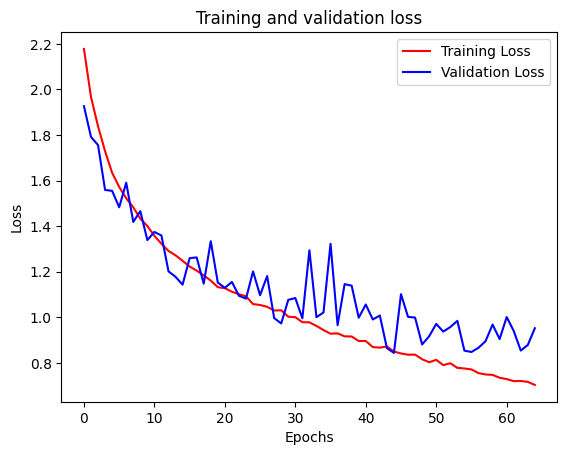 Training and validation loss
Training Loss
Validation Loss
2.2
2.0
1.8
1.6
1.4
1.2
1.0
0.8
Loss
0 10 20 30 40 50 60
Epochs